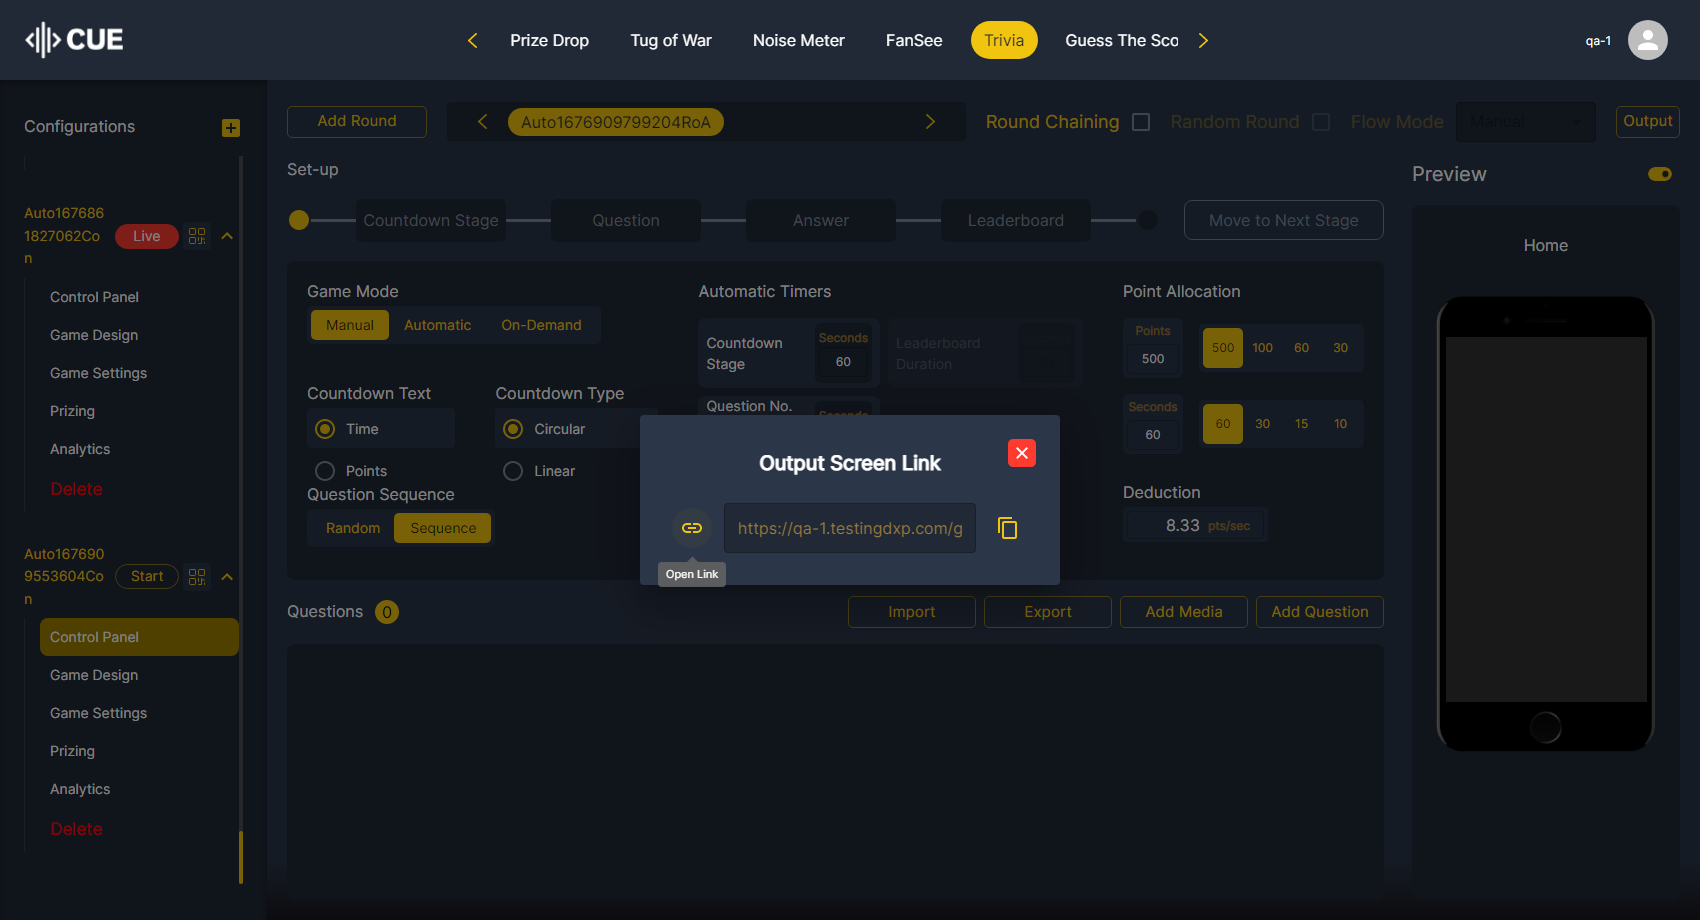 CUE
Prize Drop
Tug of War
Noise Meter
FanSee
Trivia
Guess The Sco
qa-1
Configurations
Auto167686
1827062Co
n
Live
Control Panel
Game Design
Game Settings
Prizing
Analytics
Delete
Auto167690
9553604Co
n
Start
Control Panel
Game Design
Game Settings
Prizing
Analytics
Delete
Add Round
Auto1676909799204RoA
Round Chaining
Random Round
Flow Mode
Manual
Output
Set-up
Countdown Stage
Question
Answer
Leaderboard
Move to Next Stage
Game Mode
Manual
Automatic
On-Demand
Countdown Text
Time
Points
Countdown Type
Circular
Linear
Question Sequence
Random
Sequence
Automatic Timers
Countdown
Stage
Seconds
60
Leaderboard
Duration
Question No.
Seconds
Point Allocation
Points
500
500
100
60
30
Seconds
60
60
30
15
10
Deduction
8.33 pts/sec
Output Screen Link
https://qa-1.testingdxp.com/g
Open Link
Questions 0
Import
Export
Add Media
Add Question
Preview
Home